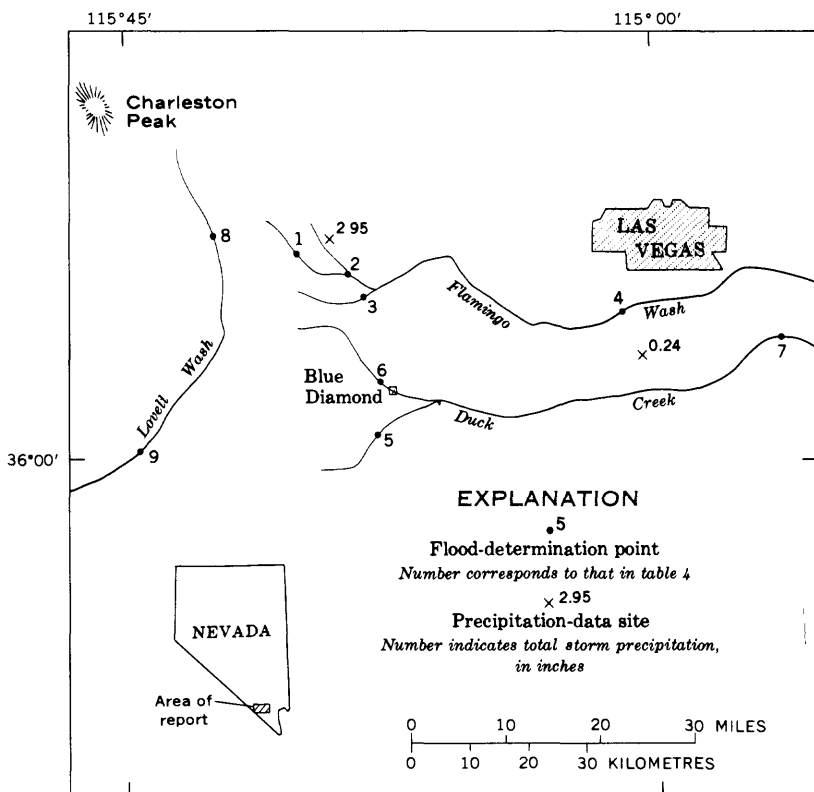 115°45'
115°00'
Charleston
Peak
8
1
2 95
2
3
Flamingo
Wash
4
LAS
VEGAS
0.24
7
Lovell Wash
6
Blue
Diamond
Duck
Creek
5
9
36°00'
EXPLANATION
5
Flood-determination point
Number corresponds to that in table 4
2.95
Precipitation-data site
Number indicates total storm precipitation,
in inches
NEVADA
Area of
report
0 10 20 30 MILES
0 10 20 30 KILOMETRES